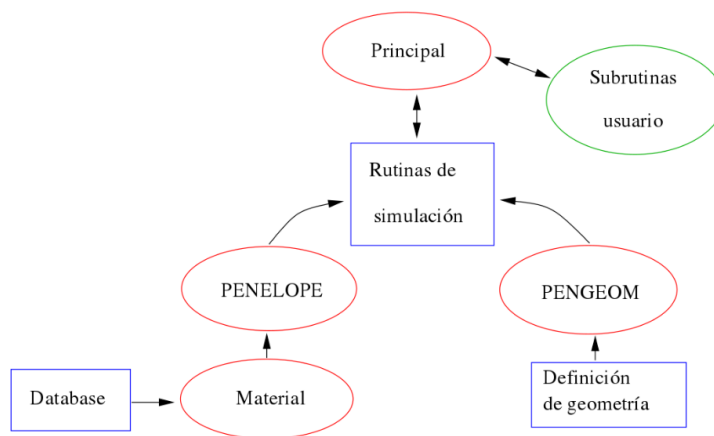 Principal
Subrutinas
usuario
Rutinas de
simulación
PENELOPE
PENGEOM
Database
Material
Definición
de geometría